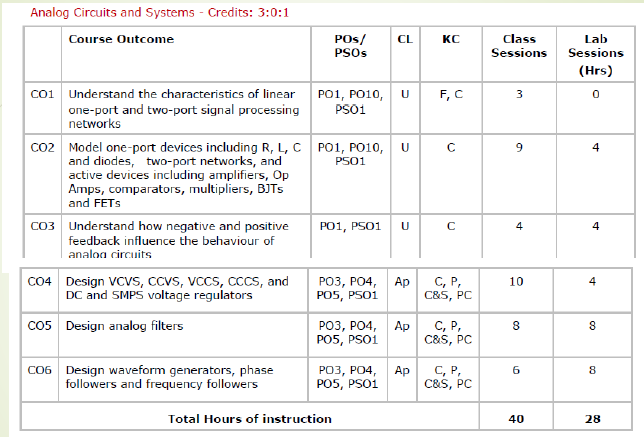 Analog Circuits and Systems - Credits: 3:0:1
Course Outcome POs/ PSOs CL KC Class Sessions Lab Sessions (Hrs)
CO1 Understand the characteristics of linear PO1, PO10, U F, C 3 0
one-port and two-port signal processing PSO1
networks
CO2 Model one-port devices including R, L, C PO1, PO10, U C 9 4
and diodes, two-port networks, and PSO1
active devices including amplifiers, Op
Amps, comparators, multipliers, BJTs
and FETs
CO3 Understand how negative and positive PO1, PSO1 U C 4 4
feedback influence the behaviour of
analog circuits
CO4 Design VCVS, CCVS, VCCS, CCCS, and PO3, PO4, Ap C, P, 10 4
DC and SMPS voltage regulators PO5, PSO1 C&S, PC
CO5 Design analog filters PO3, PO4, Ap C, P, 8 8
PO5, PSO1 C&S, PC
CO6 Design waveform generators, phase PO3, PO4, Ap C, P, 6 8
followers and frequency followers PO5, PSO1 C&S, PC
Total Hours of instruction 40 28